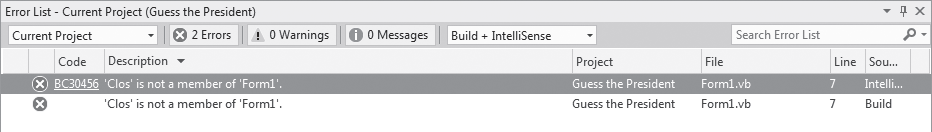 Error List - Current Project (Guess the President)
Current Project 2 Errors 0 Warnings 0 Messages Build + IntelliSense Search Error List
Code Description Project File Line Sou...
BC30456 'Clos' is not a member of 'Form1'. Guess the President Form1.vb 7 Intelli...
'Clos' is not a member of 'Form1'. Guess the President Form1.vb 7 Build